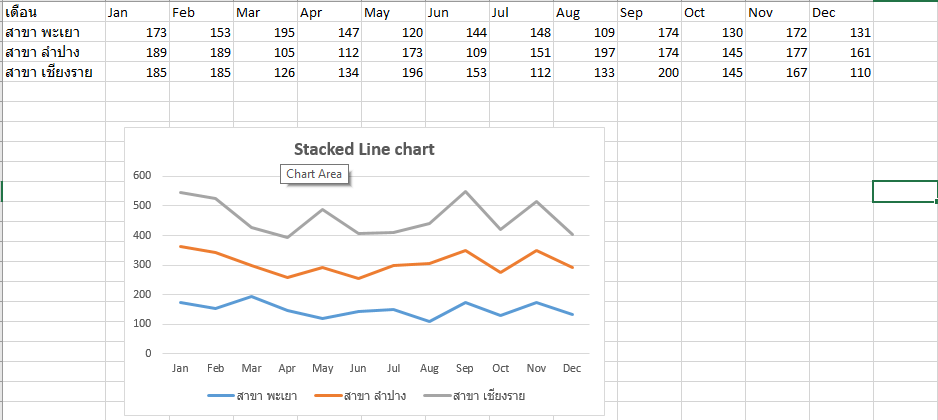 เดือน Jan Feb Mar Apr May Jun Jul Aug Sep Oct Nov Dec
สาขา พะเยา 173 153 195 147 120 144 148 109 174 130 172 131
สาขา ลำปาง 189 189 105 112 173 109 151 197 174 145 177 161
สาขา เชียงราย 185 185 126 134 196 153 112 133 200 145 167 110
Stacked Line chart
Chart Area
600
500
400
300
200
100
0
Jan Feb Mar Apr May Jun Jul Aug Sep Oct Nov Dec
สาขา พะเยา สาขา ลำปาง สาขา เชียงราย